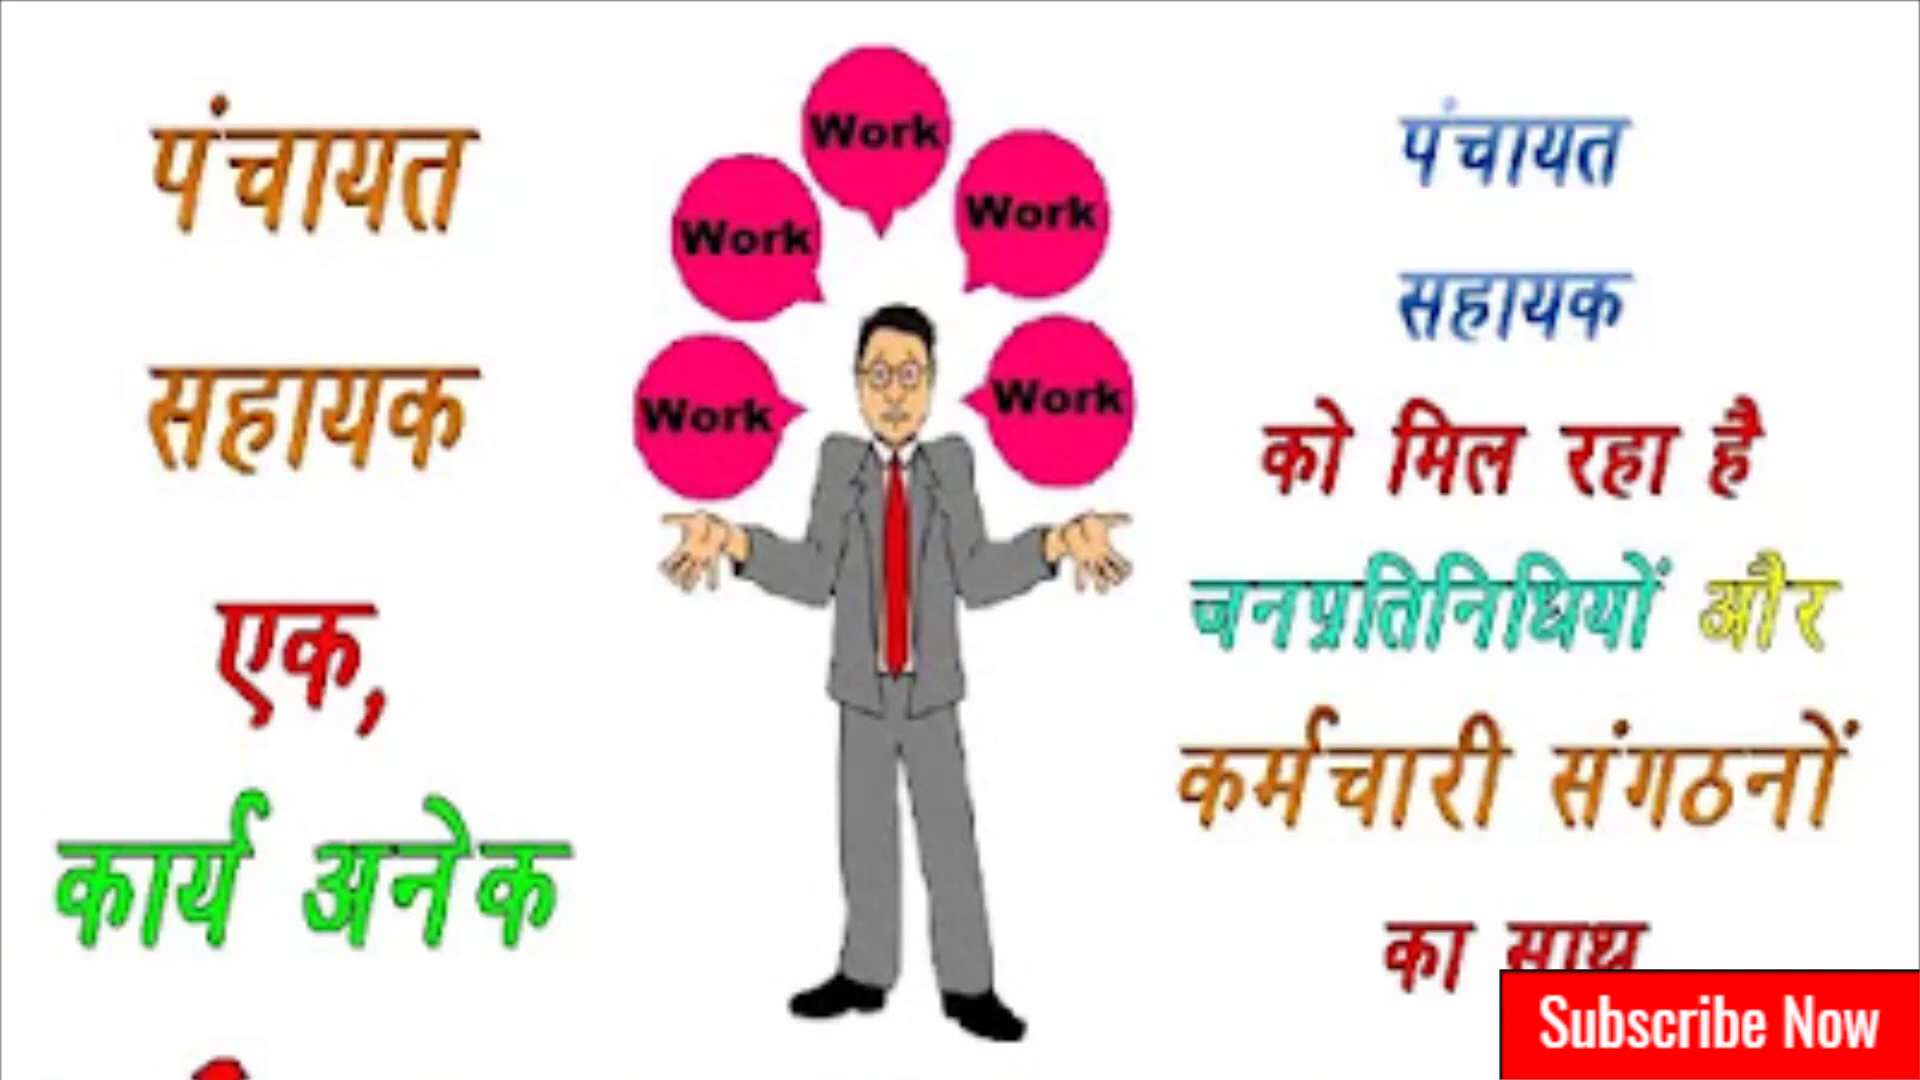 पंचायत
सहायक
एक,
कार्य अनेक
Work
Work
Work
Work
Work
पंचायत
सहायक
को मिल रहा है
जनप्रतिनिधियों और
कर्मचारी संगठनों
का साथ
Subscribe Now